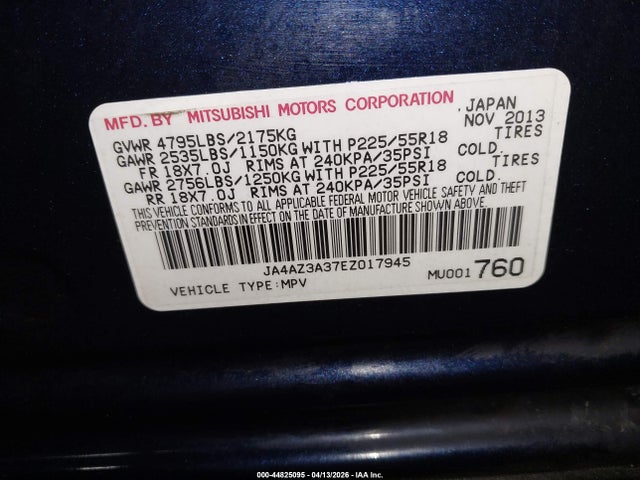 MFD. BY MITSUBISHI MOTORS CORPORATION JAPAN
GVWR 4795LBS/2175KG NOV 2013
GAWR 2535LBS/1150KG WITH P225/55R18 TIRES
FR 18X7.0J RIMS AT 240KPA/35PSI COLD.
GAWR 2756LBS/1250KG WITH P225/55R18 TIRES
RR 18X7.0J RIMS AT 240KPA/35PSI COLD.
THIS VEHICLE CONFORMS TO ALL APPLICABLE FEDERAL MOTOR VEHICLE SAFETY AND THEFT
PREVENTION STANDARDS IN EFFECT ON THE DATE OF MANUFACTURE SHOWN ABOVE.
JA4AZ3A37EZ017945
VEHICLE TYPE:MPV MU001 760
000-44825095 - 04/13/2026 - IAA Inc.